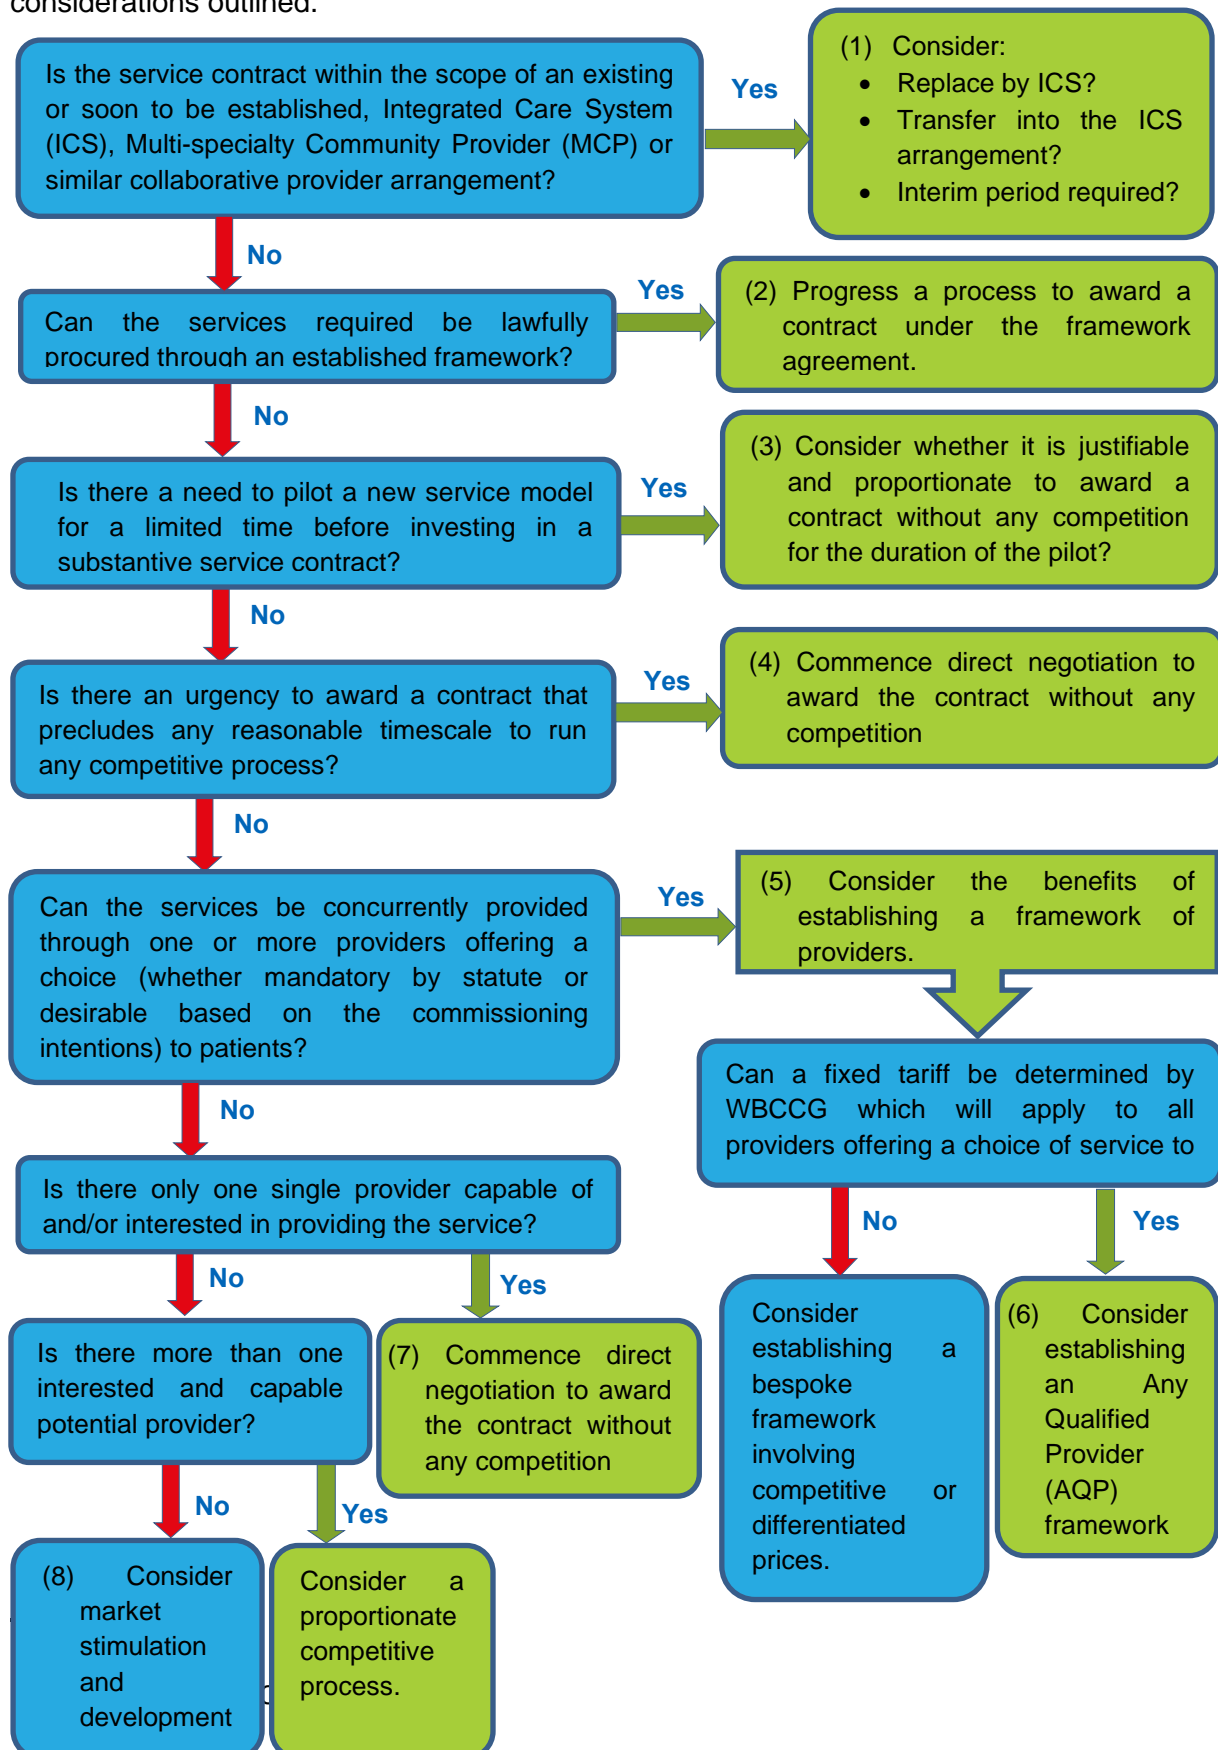 considerations outlined.
Is the service contract within the scope of an existing
or soon to be established, Integrated Care System
(ICS), Multi-specialty Community Provider (MCP) or
similar collaborative provider arrangement?
Yes
(1) Consider:
• Replace by ICS?
• Transfer into the ICS
arrangement?
• Interim period required?
No
Can the services required be lawfully
procured through an established framework?
Yes
(2) Progress a process to award a
contract under the framework
agreement.
No
Is there a need to pilot a new service model
for a limited time before investing in a
substantive service contract?
Yes
(3) Consider whether it is justifiable
and proportionate to award a
contract without any competition
for the duration of the pilot?
No
Is there an urgency to award a contract that
precludes any reasonable timescale to run
any competitive process?
Yes
(4) Commence direct negotiation to
award the contract without any
competition
No
Can the services be concurrently provided
through one or more providers offering a
choice (whether mandatory by statute or
desirable based on the commissioning
intentions) to patients?
Yes
(5) Consider the benefits of
establishing a framework of
providers.
Can a fixed tariff be determined by
WBCCG which will apply to all
providers offering a choice of service to
No
Is there only one single provider capable of
and/or interested in providing the service?
No
Yes
No
Yes
Is there more than one
interested and capable
potential provider?
(7) Commence direct
negotiation to award
the contract without
any competition
Consider
establishing a
bespoke
framework
involving
competitive or
differentiated
prices.
(6) Consider
establishing
an Any
Qualified
Provider
(AQP)
framework
No
Yes
(8) Consider
market
stimulation
and
development
Consider a
proportionate
competitive
process.